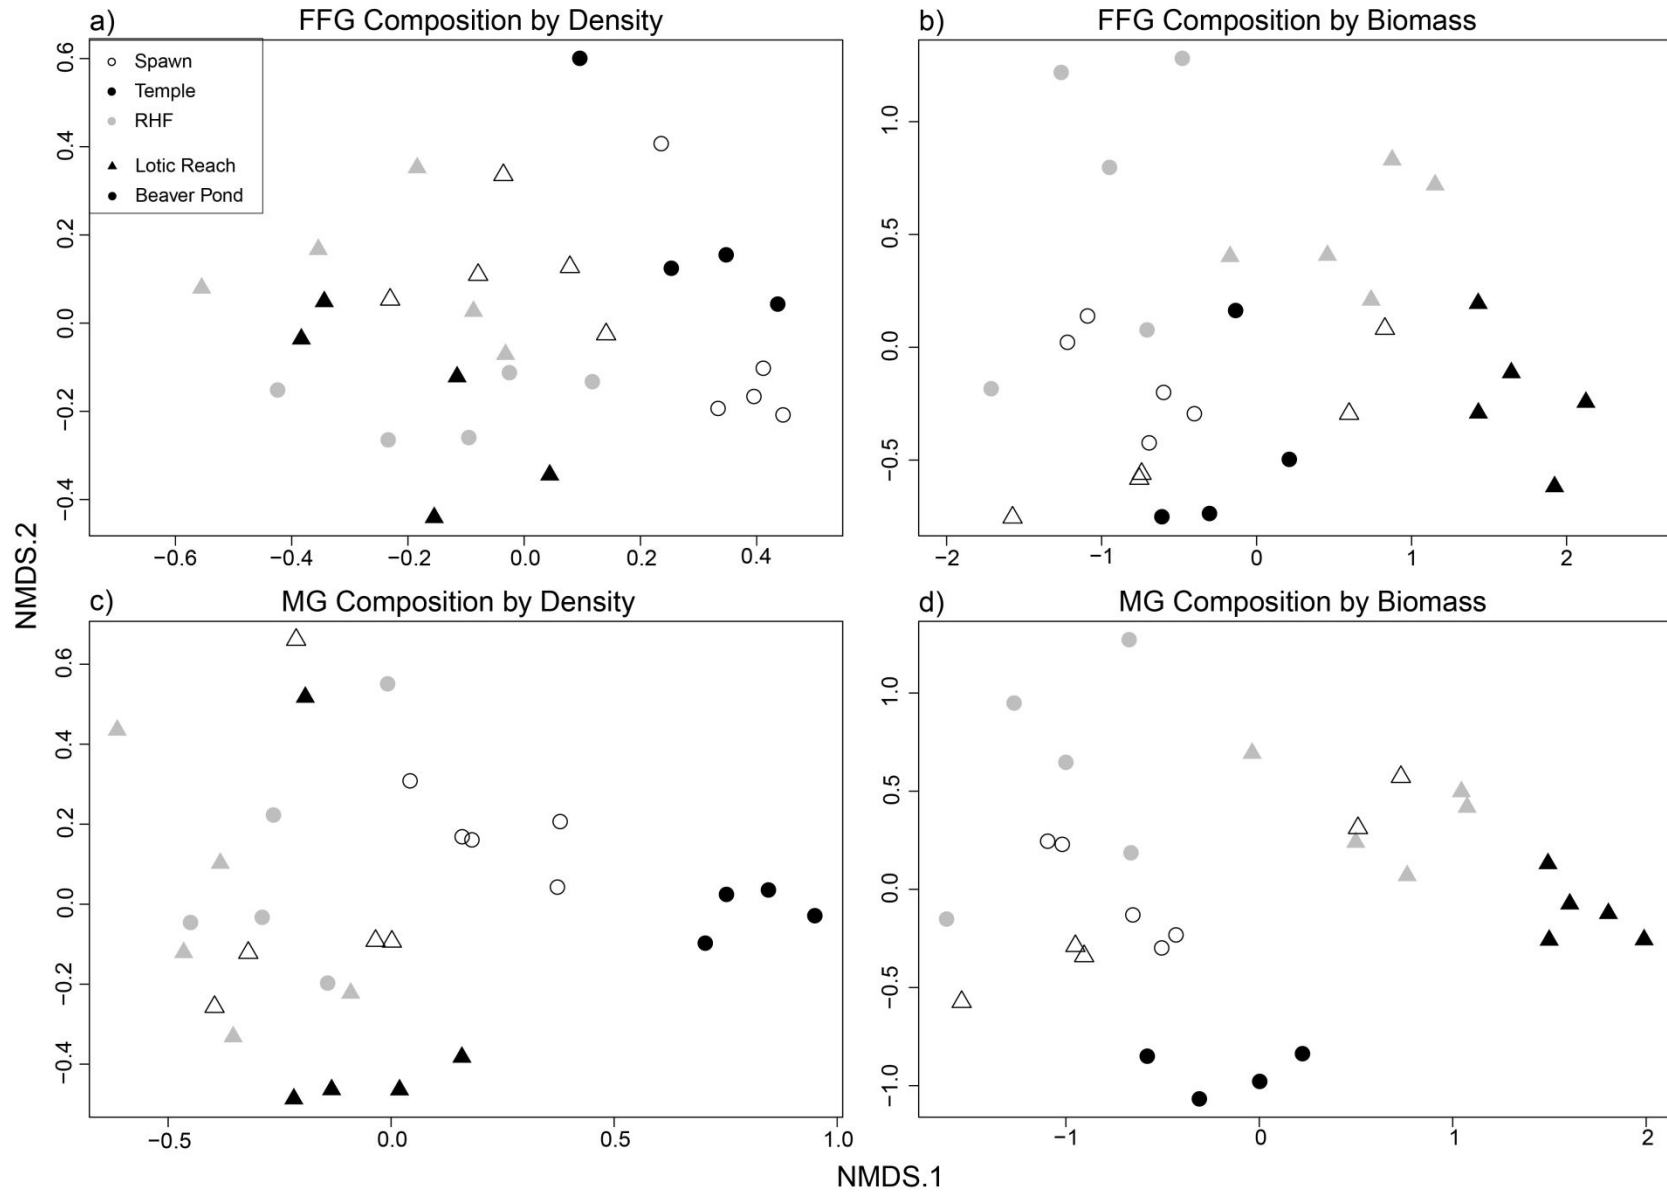 a) FFG Composition by Density
b) FFG Composition by Biomass
Spawn
Temple
RHF
Lotic Reach
Beaver Pond
0.6
0.4
0.2
0.0
−0.2
−0.4
−0.6 −0.4 −0.2 0.0 0.2 0.4
1.0
0.5
0.0
−0.5
−2 −1 0 1 2
NMDS.2
c) MG Composition by Density
d) MG Composition by Biomass
0.6
0.4
0.2
0.0
−0.2
−0.4
−0.5 0.0 0.5 1.0
1.0
0.5
0.0
−0.5
−1.0
−1 0 1 2
NMDS.1